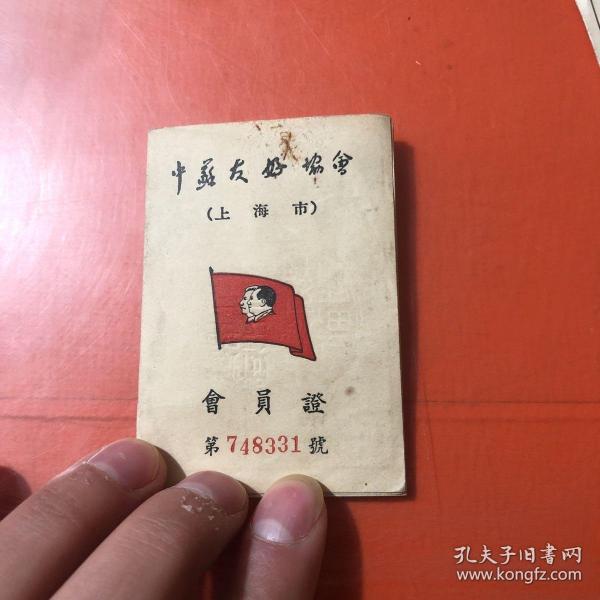 中蘇友好協會
(上海市)
會員證
第748331號
孔夫子旧书网
www.kongfz.com